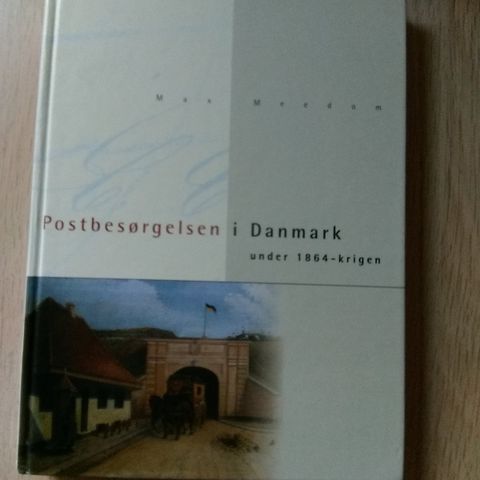 Max Meedom
Postbesørgelsen i Danmark
under 1864-krigen